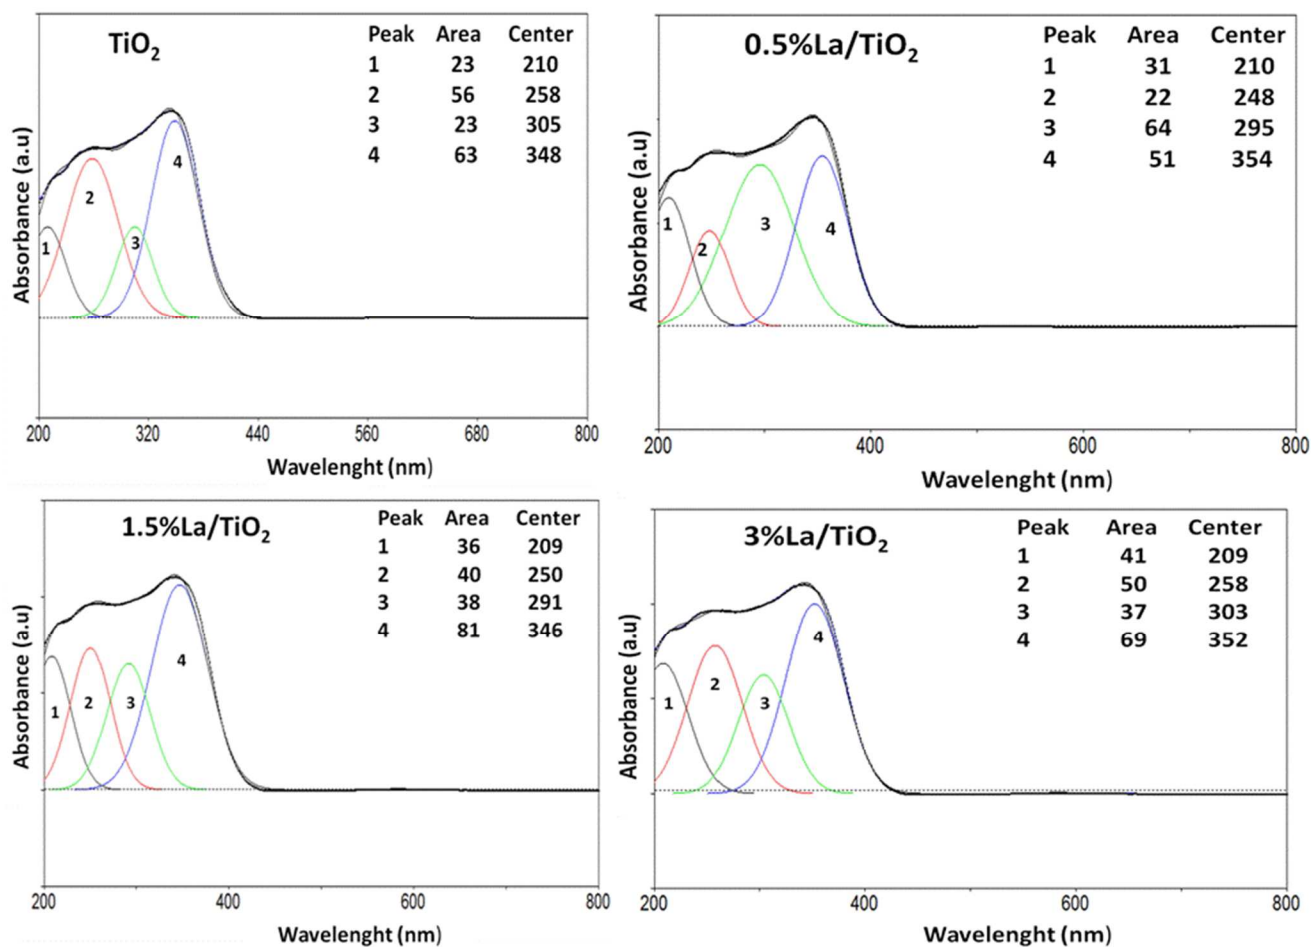 TiO2
Peak Area Center
1 23 210
2 56 258
3 23 305
4 63 348
1
2
3
4
Absorbance (a.u)
200 320 440 560 680 800
Wavelenght (nm)
0.5%La/TiO2
Peak Area Center
1 31 210
2 22 248
3 64 295
4 51 354
1
2
3
4
Absorbance (a.u)
200 400 600 800
Wavelenght (nm)
1.5%La/TiO2
Peak Area Center
1 36 209
2 40 250
3 38 291
4 81 346
1
2
3
4
Absorbance (a.u)
200 400 600 800
Wavelenght (nm)
3%La/TiO2
Peak Area Center
1 41 209
2 50 258
3 37 303
4 69 352
1
2
3
4
Absorbance (a.u)
200 400 600 800
Wavelenght (nm)